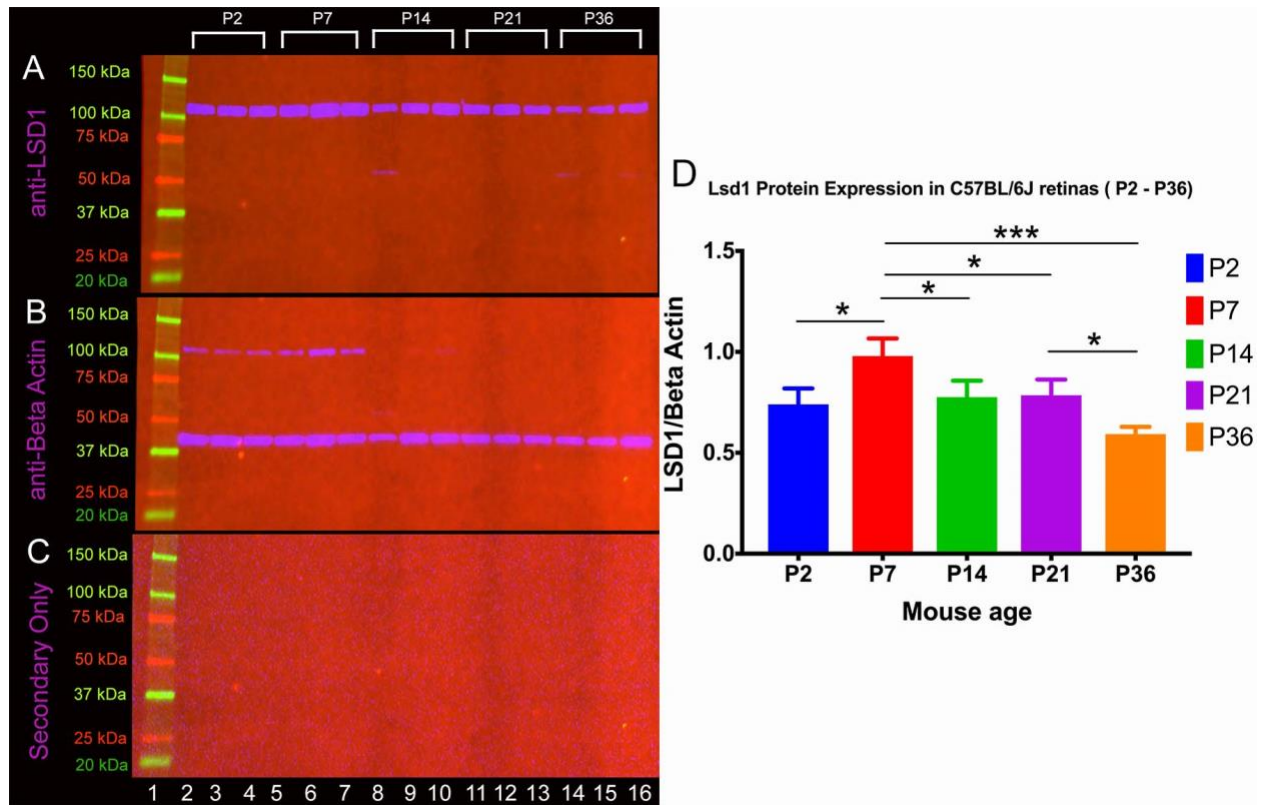 P2 P7 P14 P21 P36
A
anti-LSD1
150 kDa
100 kDa
75 kDa
50 kDa
37 kDa
25 kDa
20 kDa
B
anti-Beta Actin
150 kDa
100 kDa
75 kDa
50 kDa
37 kDa
25 kDa
20 kDa
C
Secondary Only
150 kDa
100 kDa
75 kDa
50 kDa
37 kDa
25 kDa
20 kDa
1 2 3 4 5 6 7 8 9 10 11 12 13 14 15 16
D
Lsd1 Protein Expression in C57BL/6J retinas ( P2 - P36)
***
*
*
*
*
LSD1/Beta Actin
1.5
1.0
0.5
0.0
P2 P7 P14 P21 P36
Mouse age
P2
P7
P14
P21
P36